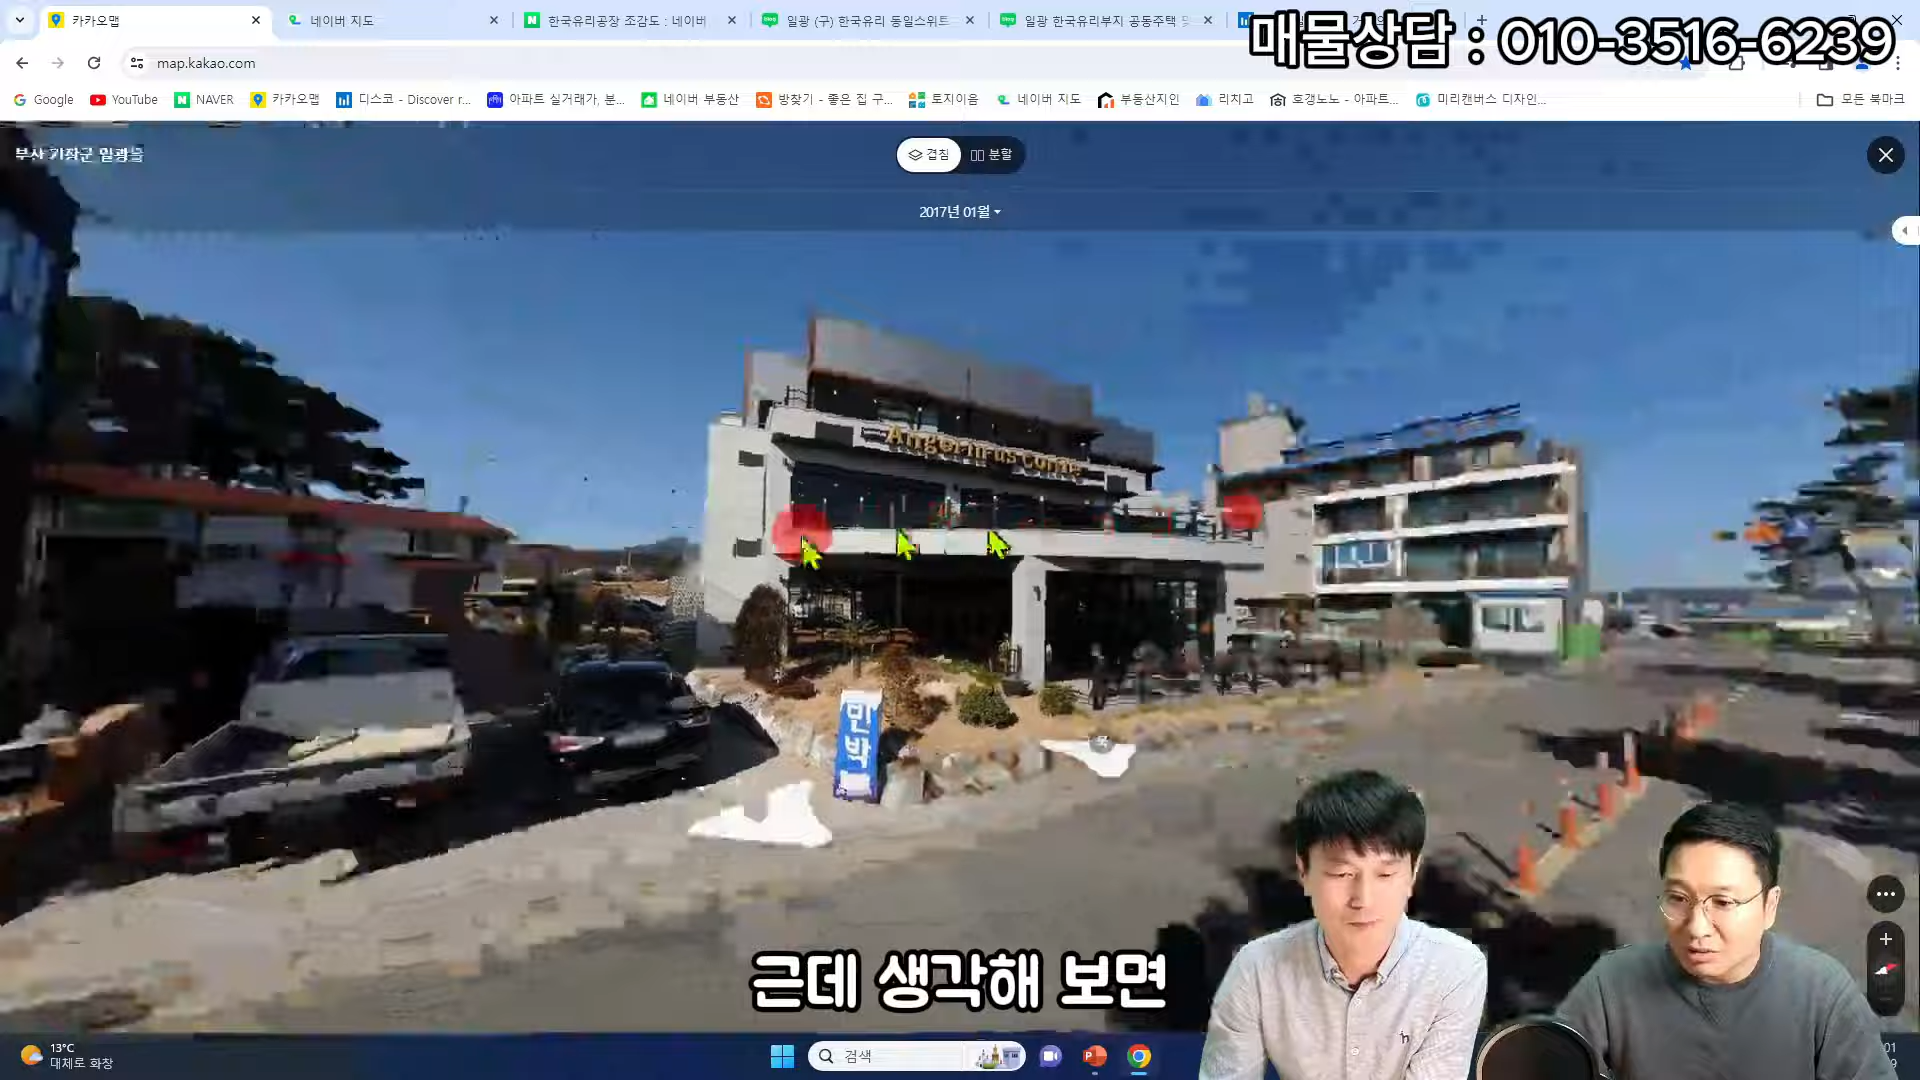 카카오맵
네이버 지도
한국유리공장 조감도 : 네이버
일광 (구) 한국유리 동일스위트
일광 한국유리부지 공동주택 및
매물상담 : 010-3516-6239
map.kakao.com
Google
YouTube
NAVER
카카오맵
디스코 - Discover r...
아파트 실거래가, 분...
네이버 부동산
방찾기 - 좋은 집 구...
토지이음
네이버 지도
부동산지인
리치고
호갱노노 - 아파트...
미리캔버스 디자인...
모든 북마크
부산 기장군 일광읍
겹침
분할
2017년 01월
Angel-in-us Coffee
민박
북
근데 생각해 보면
13°C
대체로 화창
검색